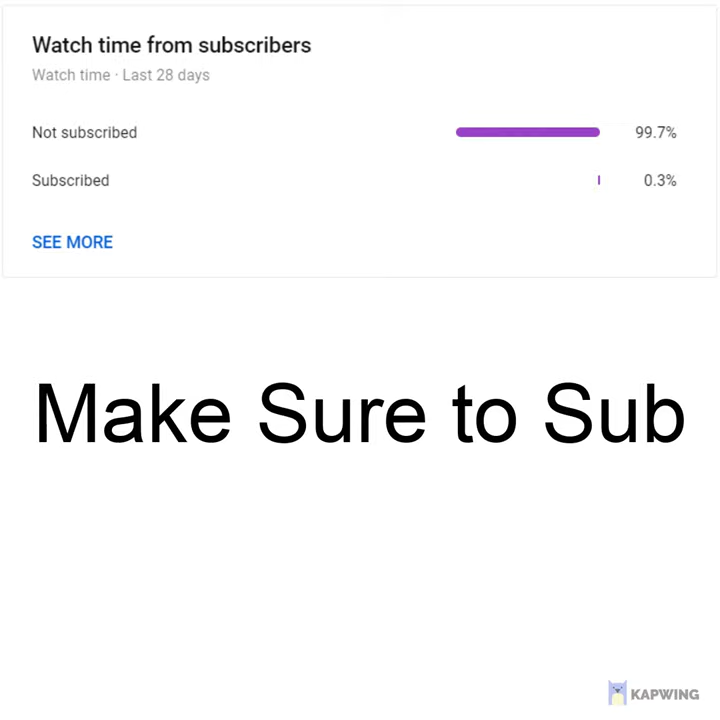 Watch time from subscribers
Watch time · Last 28 days
Not subscribed 99.7%
Subscribed 0.3%
SEE MORE
Make Sure to Sub
KAPWING